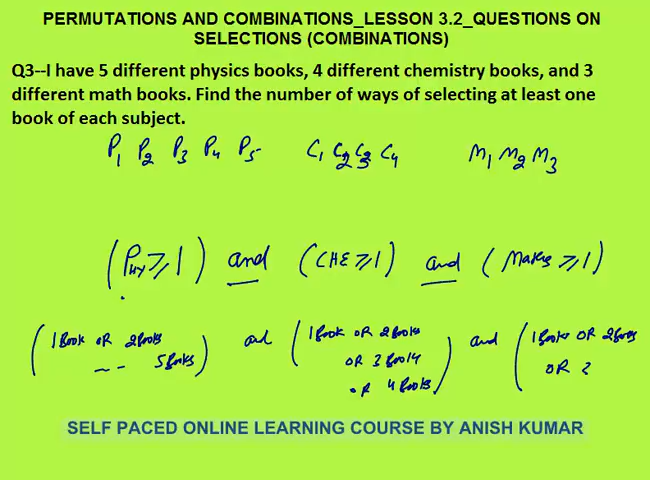 PERMUTATIONS AND COMBINATIONS_LESSON 3.2_QUESTIONS ON
SELECTIONS (COMBINATIONS)
Q3--I have 5 different physics books, 4 different chemistry books, and 3
different math books. Find the number of ways of selecting at least one
book of each subject.
P1 P2 P3 P4 P5 C1 C2 C3 C4 M1 M2 M3
(PHY ⩾ 1) and (CHE ⩾ 1) and (Maths ⩾ 1)
(1 Book OR 2 Books and (1 Book OR 2 Books and (1 Book OR 2 Books
-- - 5 Books) OR 3 Books OR 3
OR 4 Books)
SELF PACED ONLINE LEARNING COURSE BY ANISH KUMAR